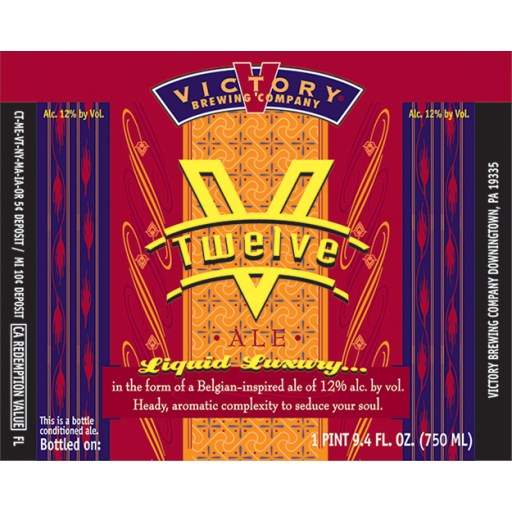 VICTORY
BREWING COMPANY
Alc. 12% by Vol.
Alc. 12% by Vol.
V
Twelve
• ALE •
Liquid Luxury...
in the form of a Belgian-inspired ale of 12% alc. by vol.
Heady, aromatic complexity to seduce your soul.
This is a bottle
conditioned ale.
Bottled on:
1 PINT 9.4 FL. OZ. (750 ML)
CT-ME-VT-NY-MA-IA-OR 5¢ DEPOSIT / MI 10¢ DEPOSIT CA REDEMPTION VALUE FL
VICTORY BREWING COMPANY DOWNINGTOWN, PA 19335